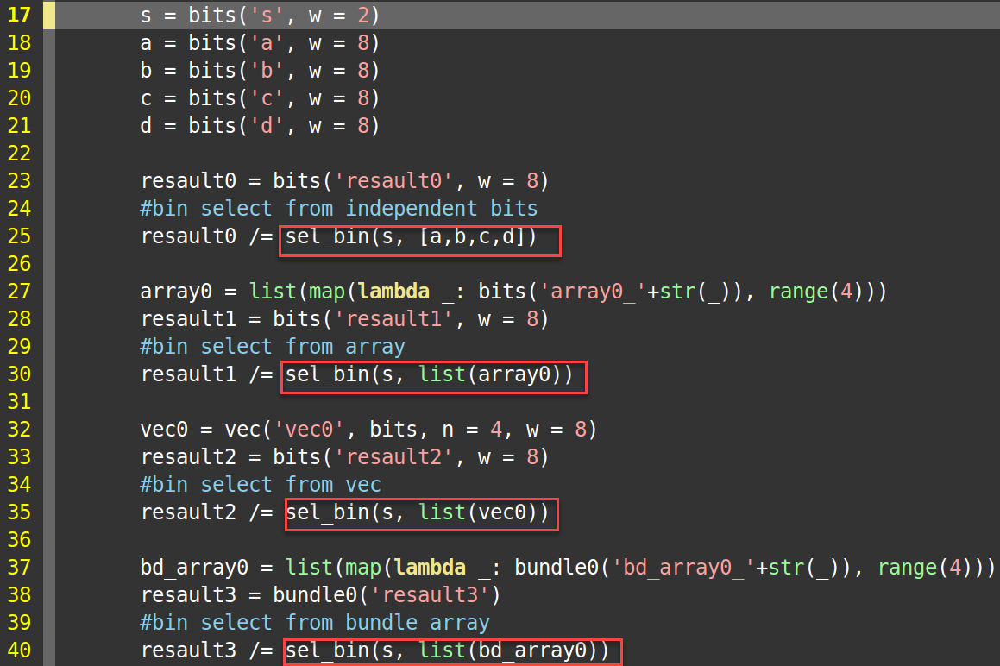 17 s = bits('s', w = 2)
18 a = bits('a', w = 8)
19 b = bits('b', w = 8)
20 c = bits('c', w = 8)
21 d = bits('d', w = 8)
22
23 resault0 = bits('resault0', w = 8)
24 #bin select from independent bits
25 resault0 /= sel_bin(s, [a,b,c,d])
26
27 array0 = list(map(lambda _: bits('array0_'+str(_)), range(4)))
28 resault1 = bits('resault1', w = 8)
29 #bin select from array
30 resault1 /= sel_bin(s, list(array0))
31
32 vec0 = vec('vec0', bits, n = 4, w = 8)
33 resault2 = bits('resault2', w = 8)
34 #bin select from vec
35 resault2 /= sel_bin(s, list(vec0))
36
37 bd_array0 = list(map(lambda _: bundle0('bd_array0_'+str(_)), range(4)))
38 resault3 = bundle0('resault3')
39 #bin select from bundle array
40 resault3 /= sel_bin(s, list(bd_array0))